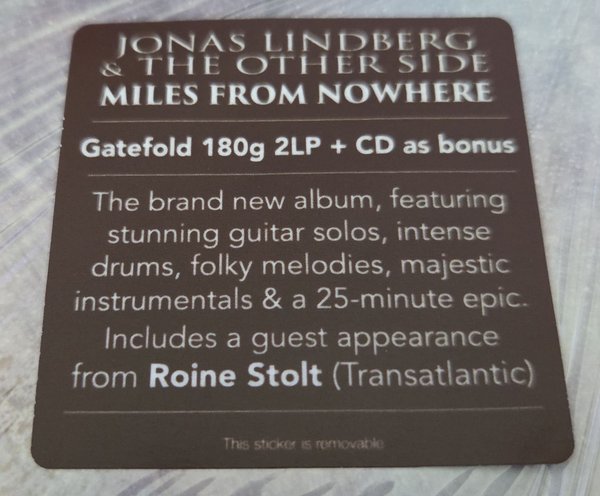 JONAS LINDBERG
& THE OTHER SIDE
MILES FROM NOWHERE
Gatefold 180g 2LP + CD as bonus
The brand new album, featuring
stunning guitar solos, intense
drums, folky melodies, majestic
instrumentals & a 25-minute epic.
Includes a guest appearance
from Roine Stolt (Transatlantic)
This sticker is removable